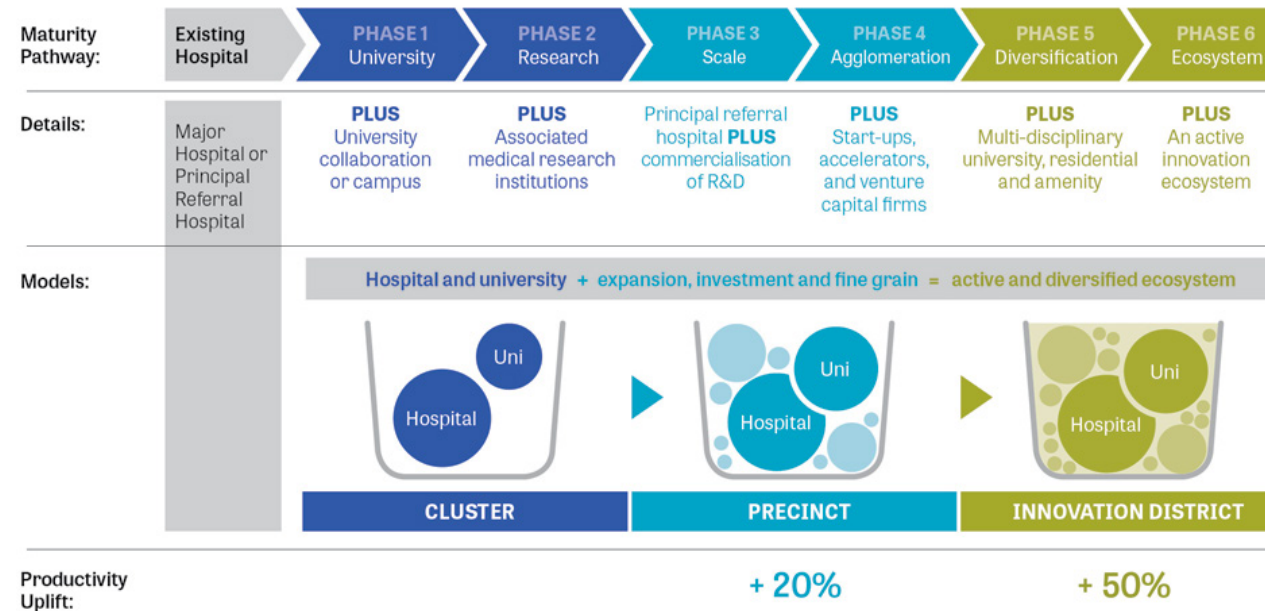 Maturity
Pathway:
Existing
Hospital
PHASE 1
University
PHASE 2
Research
PHASE 3
Scale
PHASE 4
Agglomeration
PHASE 5
Diversification
PHASE 6
Ecosystem
Details:
Major
Hospital or
Principal
Referral
Hospital
PLUS
University
collaboration
or campus
PLUS
Associated
medical research
institutions
Principal referral
hospital PLUS
commercialisation
of R&D
PLUS
Start-ups,
accelerators,
and venture
capital firms
PLUS
Multi-disciplinary
university, residential
and amenity
PLUS
An active
innovation
ecosystem
Models:
Hospital and university + expansion, investment and fine grain = active and diversified ecosystem
Uni
Hospital
Uni
Hospital
Uni
Hospital
CLUSTER
PRECINCT
INNOVATION DISTRICT
Productivity
Uplift:
+ 20%
+ 50%